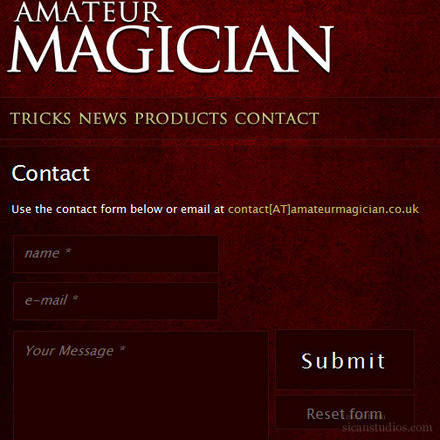 AMATEUR
MAGICIAN
TRICKS NEWS PRODUCTS CONTACT
Contact
Use the contact form below or email at contact[AT]amateurmagician.co.uk
name *
e-mail *
Your Message *
Submit
Reset form
sicanstudios.com